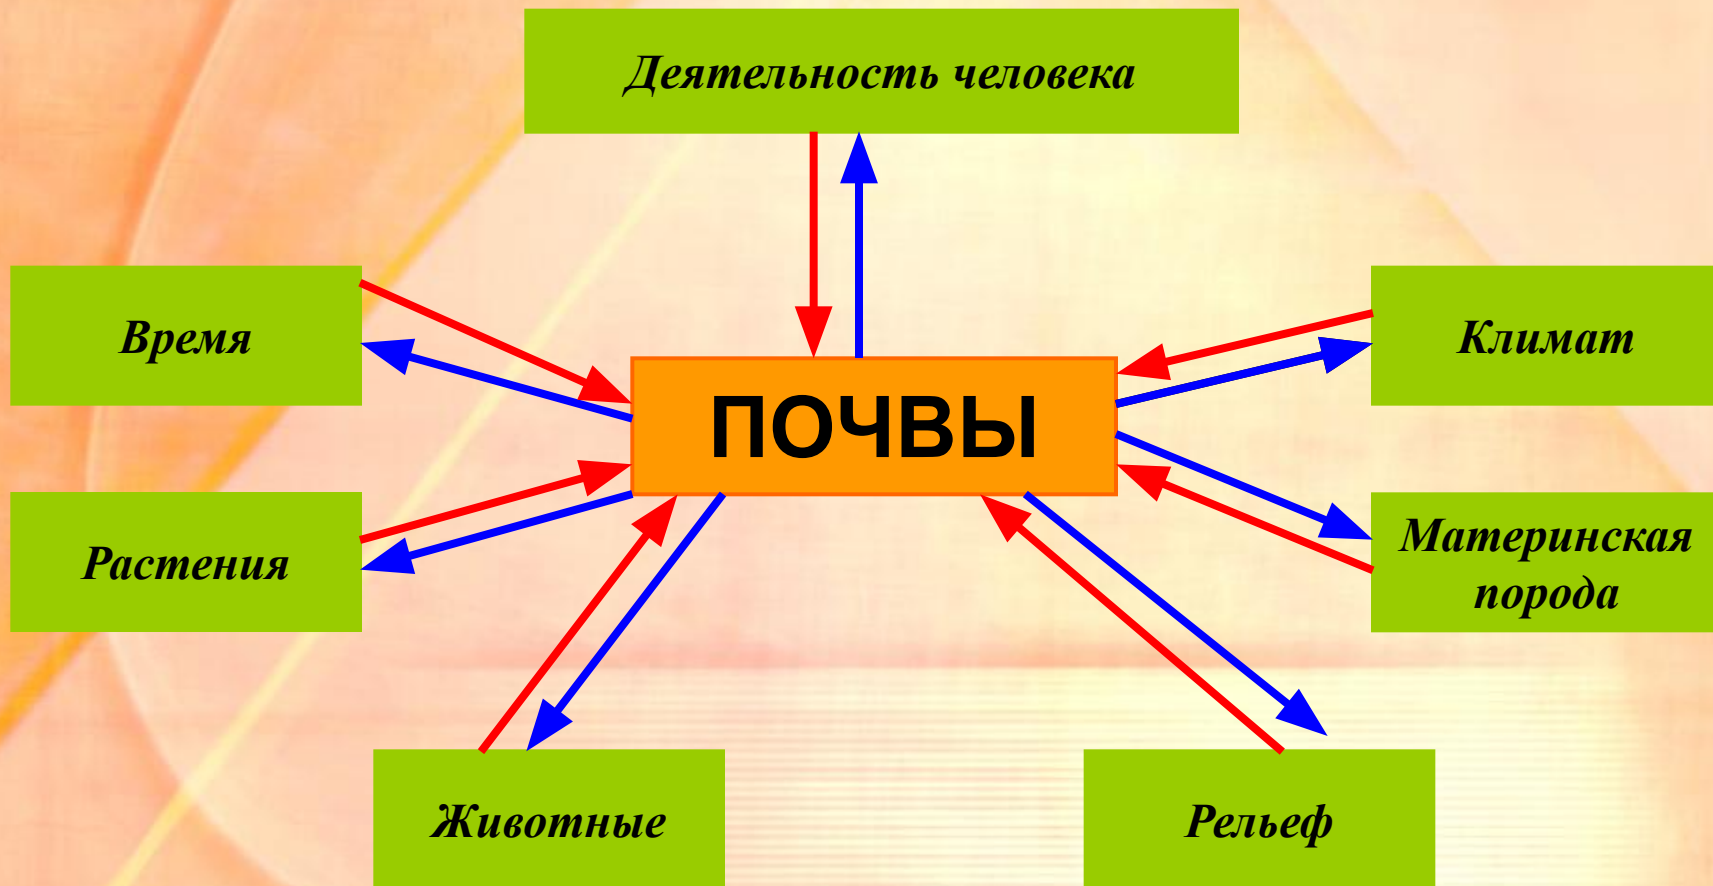 Деятельность человека
Время
Климат
ПОЧВЫ
Растения
Материнская
порода
Животные
Рельеф